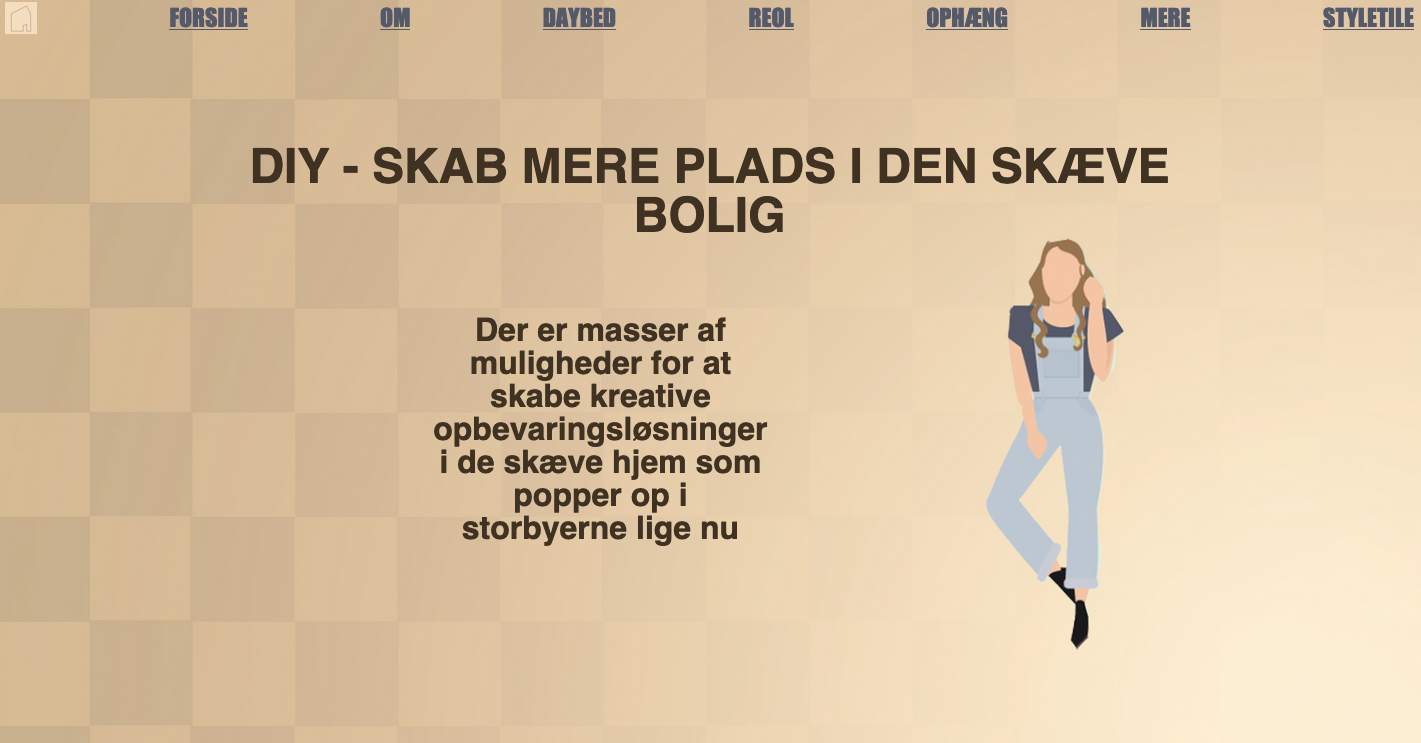 FORSIDE OM DAYBED REOL OPHÆNG MERE STYLETILE
DIY - SKAB MERE PLADS I DEN SKÆVE
BOLIG
Der er masser af
muligheder for at
skabe kreative
opbevaringsløsninger
i de skæve hjem som
popper op i
storbyerne lige nu